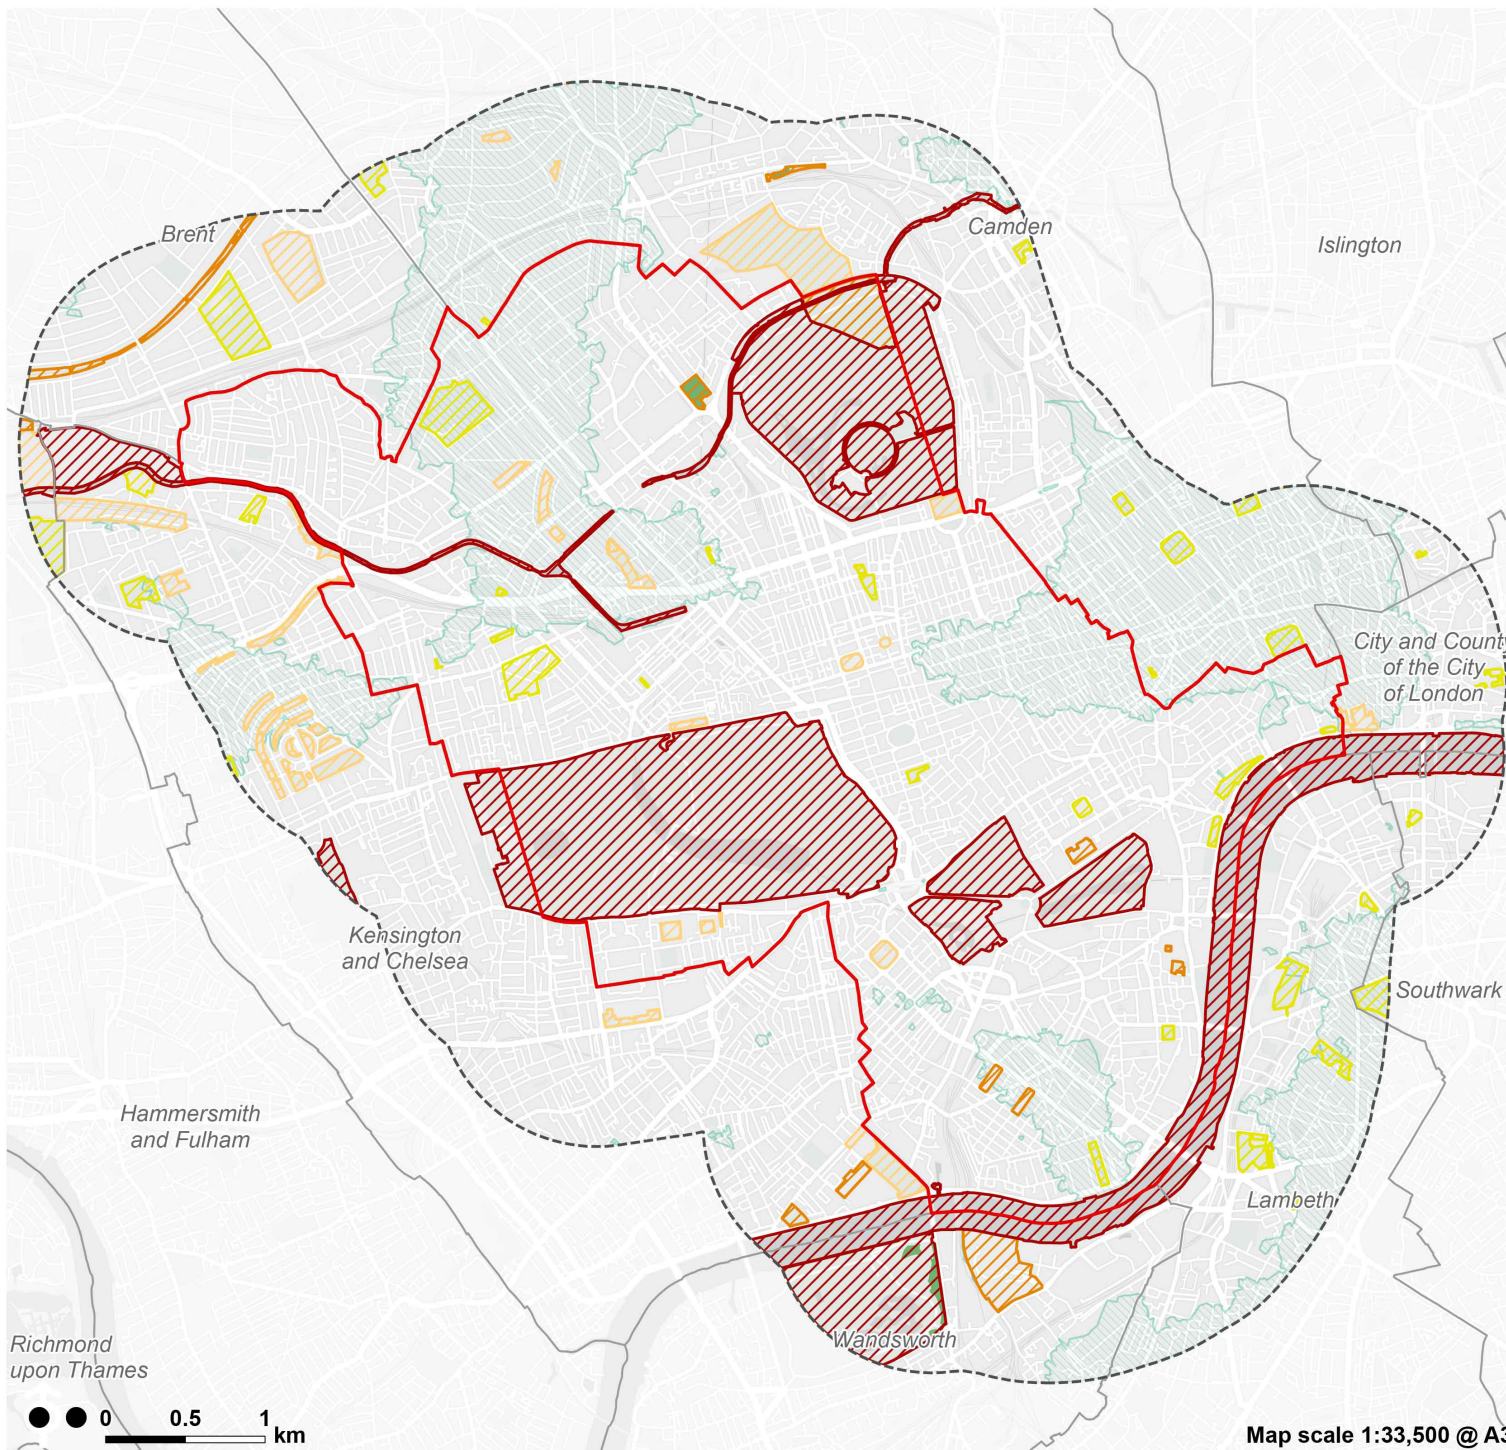 Brent
Camden
Islington
City and County
of the City
of London
Kensington
and Chelsea
Southwark
Hammersmith
and Fulham
Lambeth
Wandsworth
Richmond
upon Thames
0 0.5 1
km
Map scale 1:33,500 @ A3